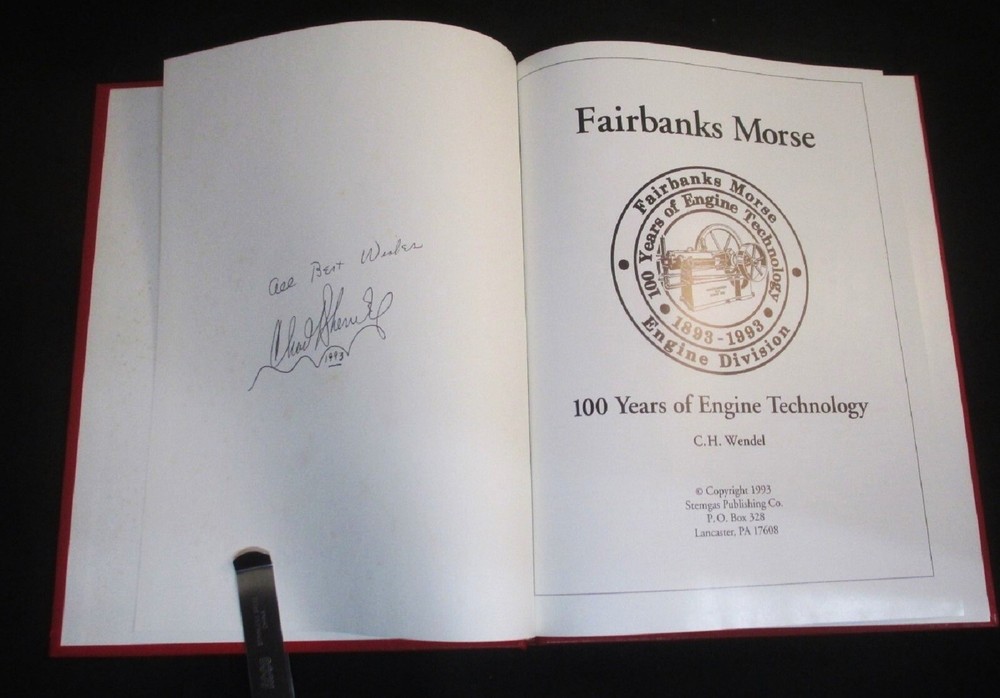 all Best Wishes
1993
Fairbanks Morse
Fairbanks Morse
100 Years of Engine Technology
1893-1993
Engine Division
100 Years of Engine Technology
C.H. Wendel
© Copyright 1993
Stemgas Publishing Co.
P.O. Box 328
Lancaster, PA 17608